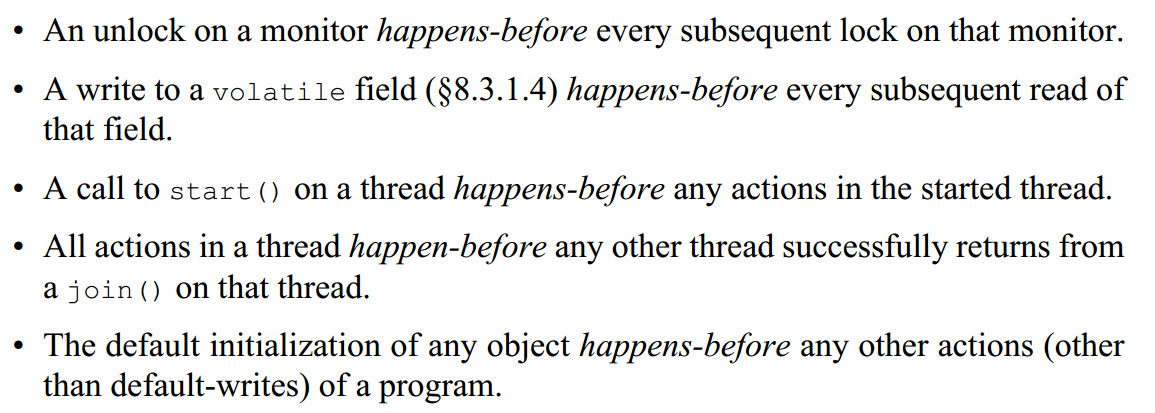 • An unlock on a monitor happens-before every subsequent lock on that monitor.
• A write to a volatile field (§8.3.1.4) happens-before every subsequent read of
that field.
• A call to start() on a thread happens-before any actions in the started thread.
• All actions in a thread happen-before any other thread successfully returns from
a join() on that thread.
• The default initialization of any object happens-before any other actions (other
than default-writes) of a program.